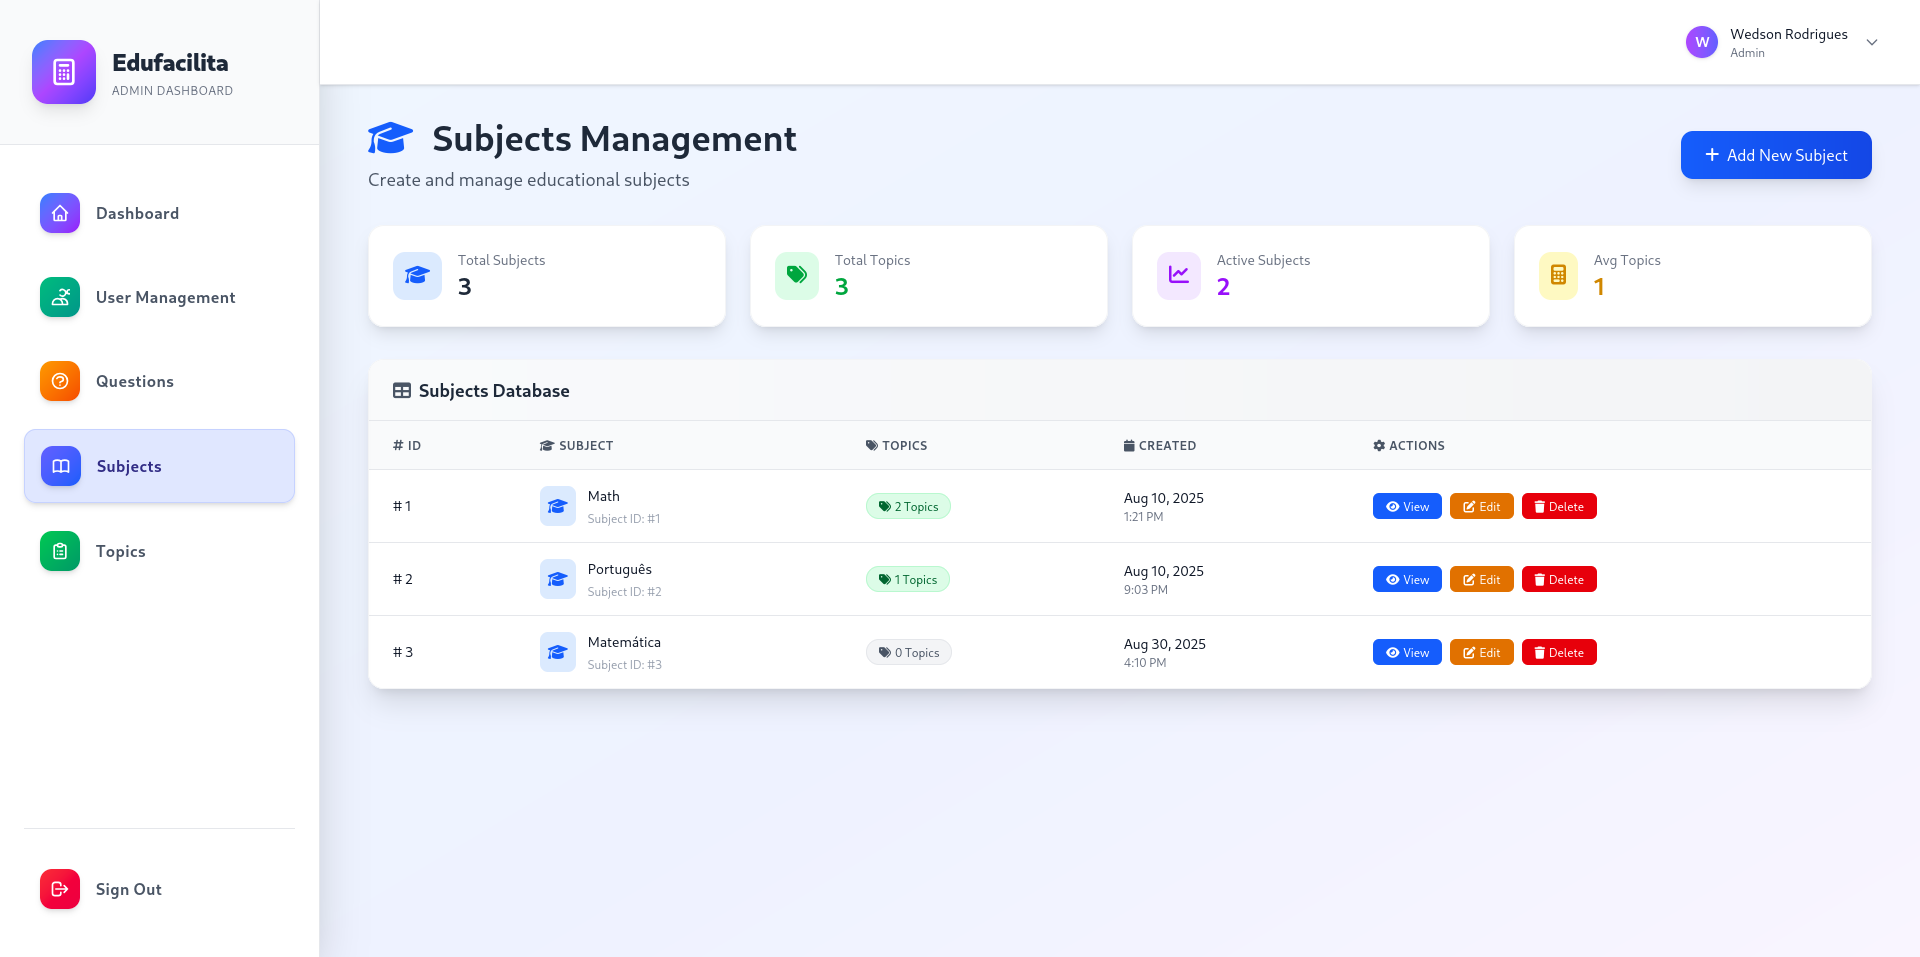 Edufacilita
ADMIN DASHBOARD
Dashboard
User Management
Questions
Subjects
Topics
Sign Out
W
Wedson Rodrigues
Admin
Subjects Management
Create and manage educational subjects
+ Add New Subject
Total Subjects
3
Total Topics
3
Active Subjects
2
Avg Topics
1
Subjects Database
# ID SUBJECT TOPICS CREATED ACTIONS
#1 Math 2 Topics Aug 10, 2025 View Edit Delete
Subject ID: #1 1:21 PM
#2 Português 1 Topics Aug 10, 2025 View Edit Delete
Subject ID: #2 9:03 PM
#3 Matemática 0 Topics Aug 30, 2025 View Edit Delete
Subject ID: #3 4:10 PM